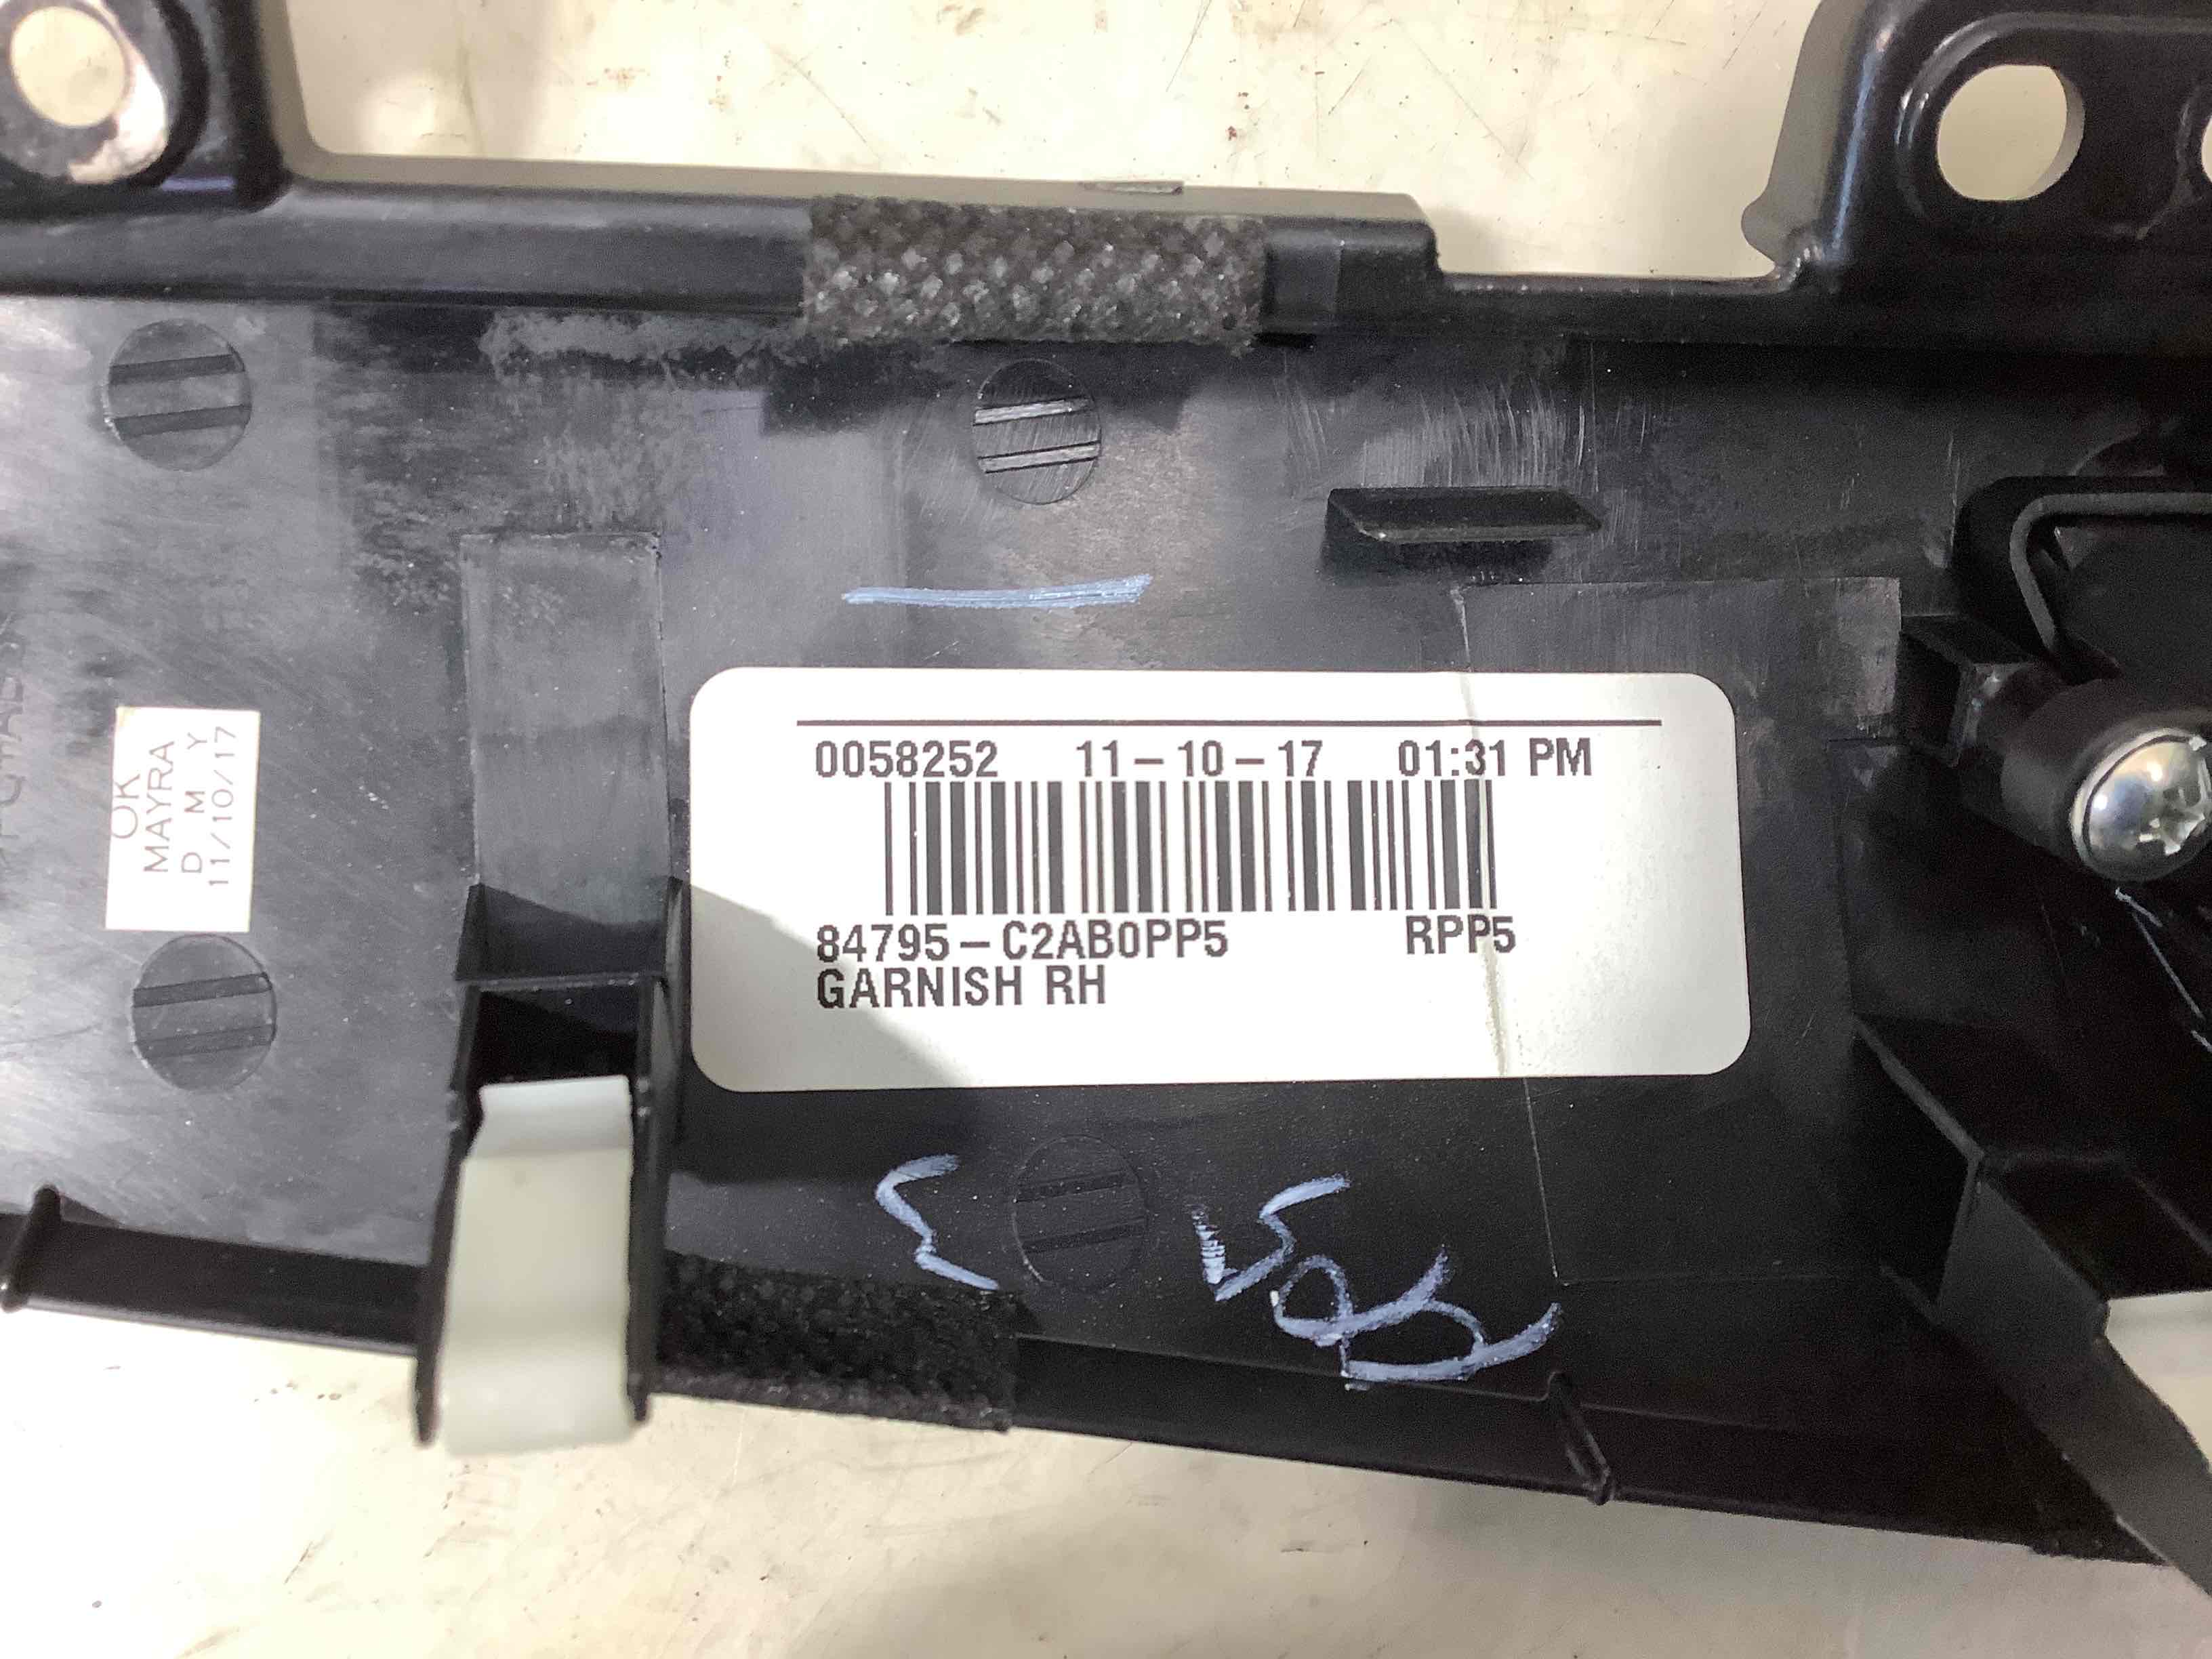 0058252 11-10-17 01:31 PM
84795-C2AB0PP5 RPP5
GARNISH RH
OK
MAYRA
D M Y
11/10/17